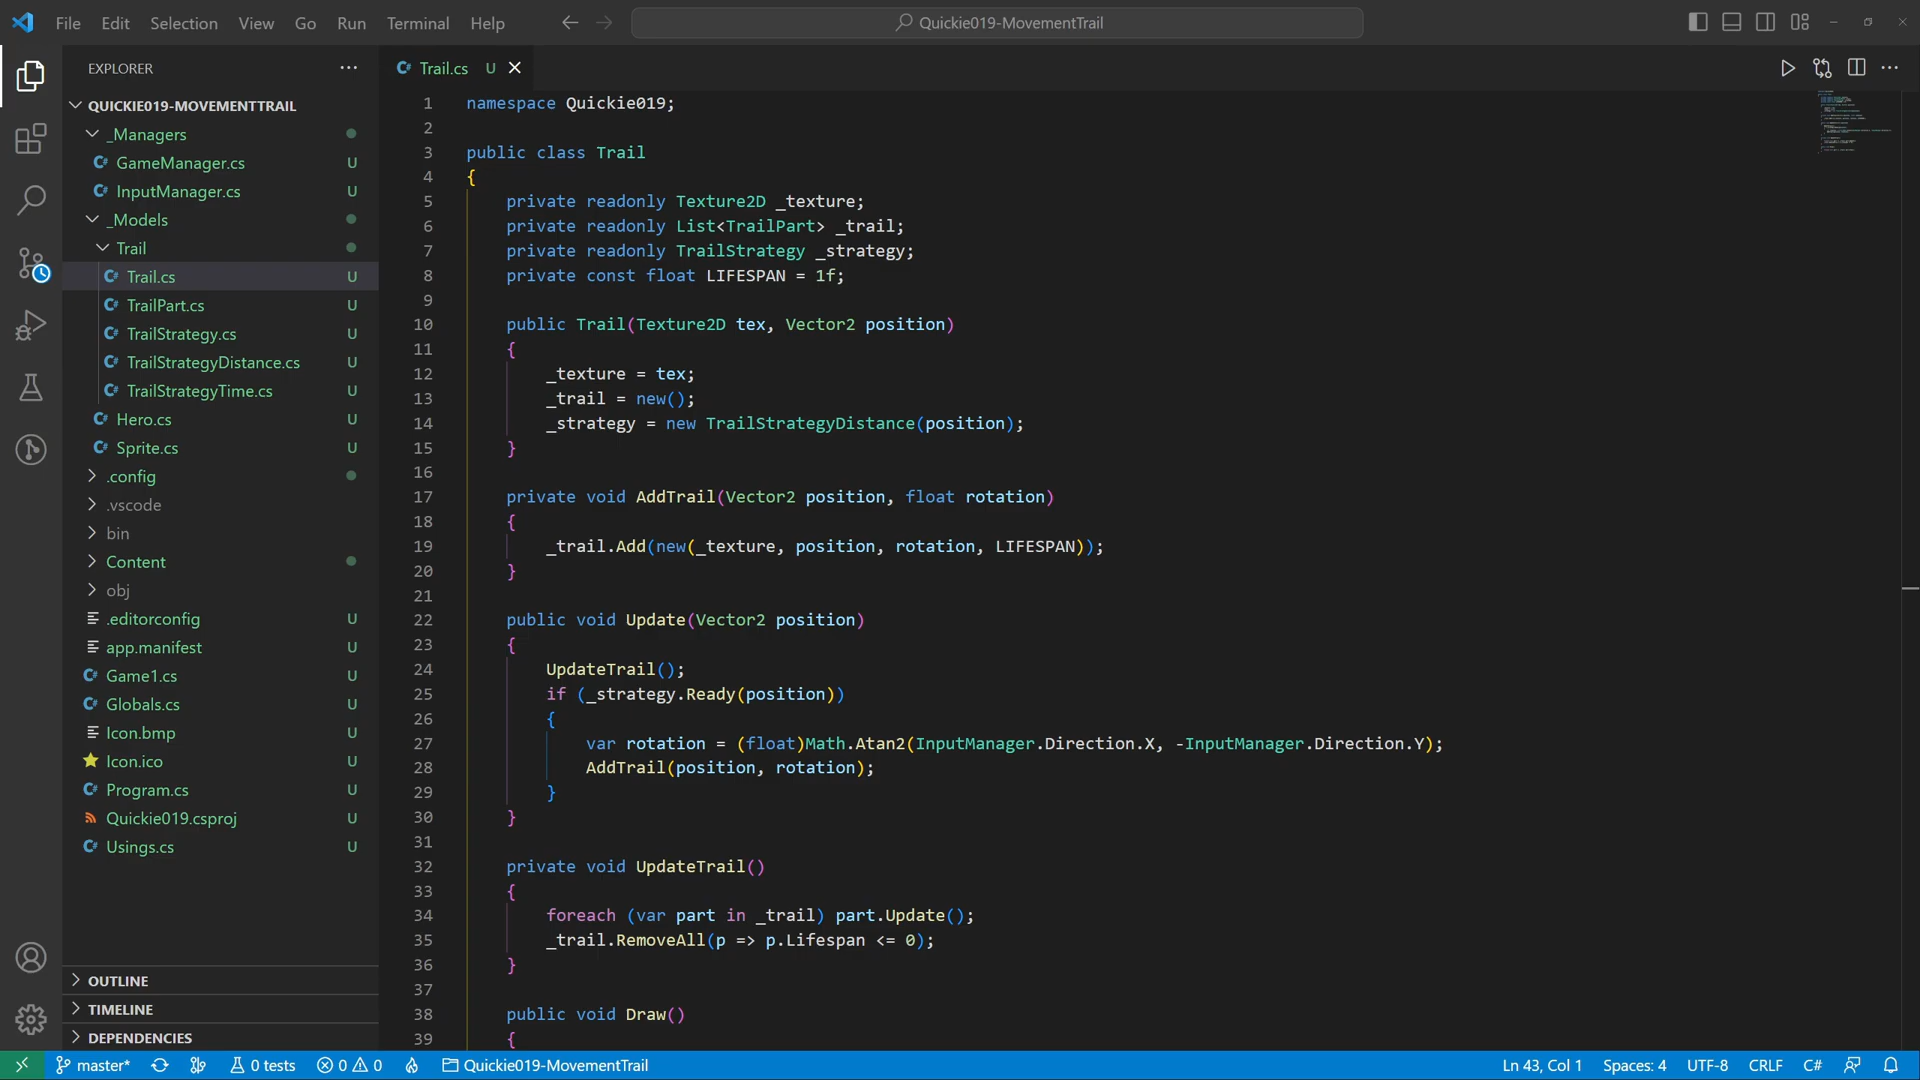 File Edit Selection View Go Run Terminal Help
Quickie019-MovementTrail
EXPLORER
QUICKIE019-MOVEMENTTRAIL
_Managers
GameManager.cs U
InputManager.cs U
_Models
Trail
Trail.cs U
TrailPart.cs U
TrailStrategy.cs U
TrailStrategyDistance.cs U
TrailStrategyTime.cs U
Hero.cs U
Sprite.cs U
.config
.vscode
bin
Content
obj
.editorconfig U
app.manifest U
Game1.cs U
Globals.cs U
Icon.bmp U
Icon.ico U
Program.cs U
Quickie019.csproj U
Usings.cs U
OUTLINE
TIMELINE
DEPENDENCIES
Trail.cs U
1 namespace Quickie019;
2
3 public class Trail
4 {
5 private readonly Texture2D _texture;
6 private readonly List<TrailPart> _trail;
7 private readonly TrailStrategy _strategy;
8 private const float LIFESPAN = 1f;
9
10 public Trail(Texture2D tex, Vector2 position)
11 {
12 _texture = tex;
13 _trail = new();
14 _strategy = new TrailStrategyDistance(position);
15 }
16
17 private void AddTrail(Vector2 position, float rotation)
18 {
19 _trail.Add(new(_texture, position, rotation, LIFESPAN));
20 }
21
22 public void Update(Vector2 position)
23 {
24 UpdateTrail();
25 if (_strategy.Ready(position))
26 {
27 var rotation = (float)Math.Atan2(InputManager.Direction.X, -InputManager.Direction.Y);
28 AddTrail(position, rotation);
29 }
30 }
31
32 private void UpdateTrail()
33 {
34 foreach (var part in _trail) part.Update();
35 _trail.RemoveAll(p => p.Lifespan <= 0);
36 }
37
38 public void Draw()
39 {
master* 0 tests 0 0 Quickie019-MovementTrail Ln 43, Col 1 Spaces: 4 UTF-8 CRLF C#